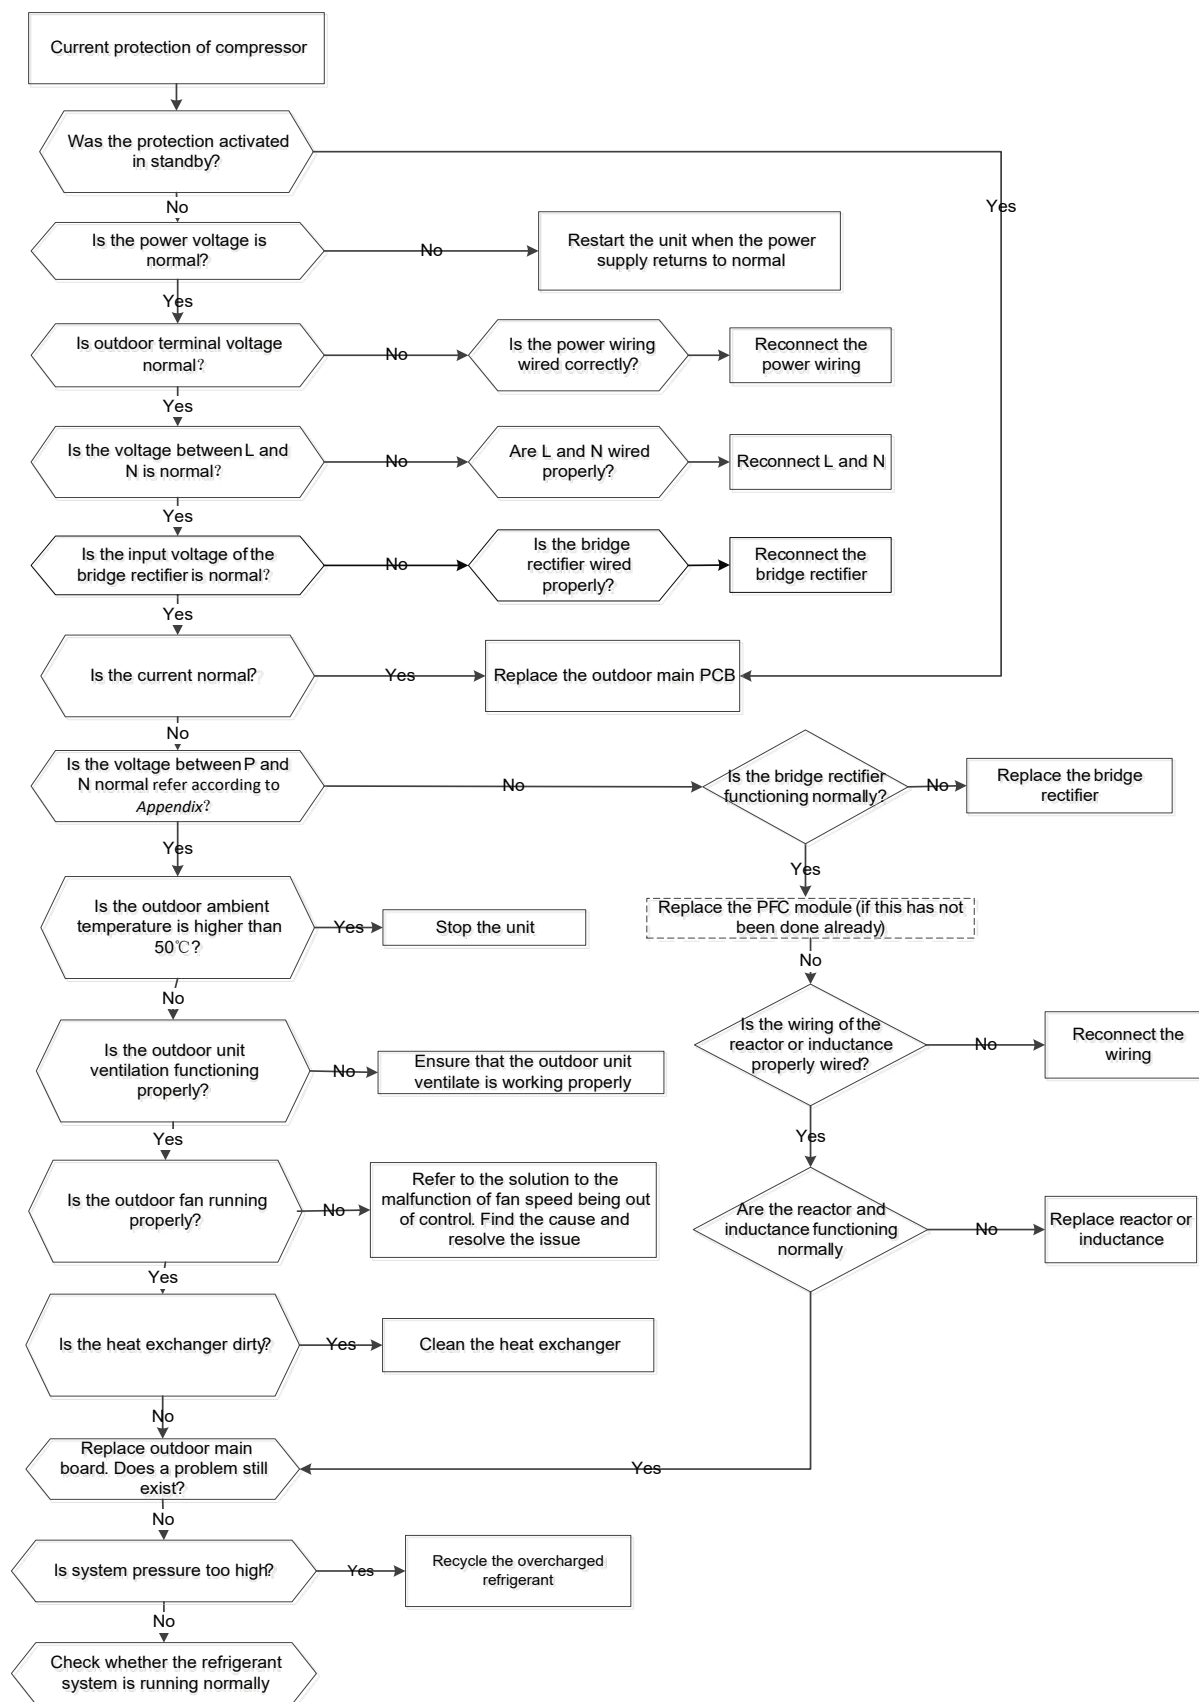 Current protection of compressor
Was the protection activated
in standby?
Yes
No
Is the power voltage is
normal?
No
Restart the unit when the power
supply returns to normal
Yes
Is outdoor terminal voltage
normal?
No
Is the power wiring
wired correctly?
Reconnect the
power wiring
Yes
Is the voltage between L and
N is normal?
No
Are L and N wired
properly?
Reconnect L and N
Yes
Is the input voltage of the
bridge rectifier is normal?
No
Is the bridge
rectifier wired
properly?
Reconnect the
bridge rectifier
Yes
Is the current normal?
Yes
Replace the outdoor main PCB
No
Is the voltage between P and
N normal refer according to
Appendix?
No
Is the bridge rectifier
functioning normally?
No
Replace the bridge
rectifier
Yes
Yes
Replace the PFC module (if this has not
been done already)
Is the outdoor ambient
temperature is higher than
50℃?
Yes
Stop the unit
No
No
Is the wiring of the
reactor or inductance
properly wired?
No
Reconnect the
wiring
Is the outdoor unit
ventilation functioning
properly?
No
Ensure that the outdoor unit
ventilate is working properly
Yes
Yes
Is the outdoor fan running
properly?
No
Refer to the solution to the
malfunction of fan speed being out
of control. Find the cause and
resolve the issue
Are the reactor and
inductance functioning
normally
No
Replace reactor or
inductance
Yes
Is the heat exchanger dirty?
Yes
Clean the heat exchanger
No
Replace outdoor main
board. Does a problem still
exist?
Yes
No
Is system pressure too high?
Yes
Recycle the overcharged
refrigerant
No
Check whether the refrigerant
system is running normally